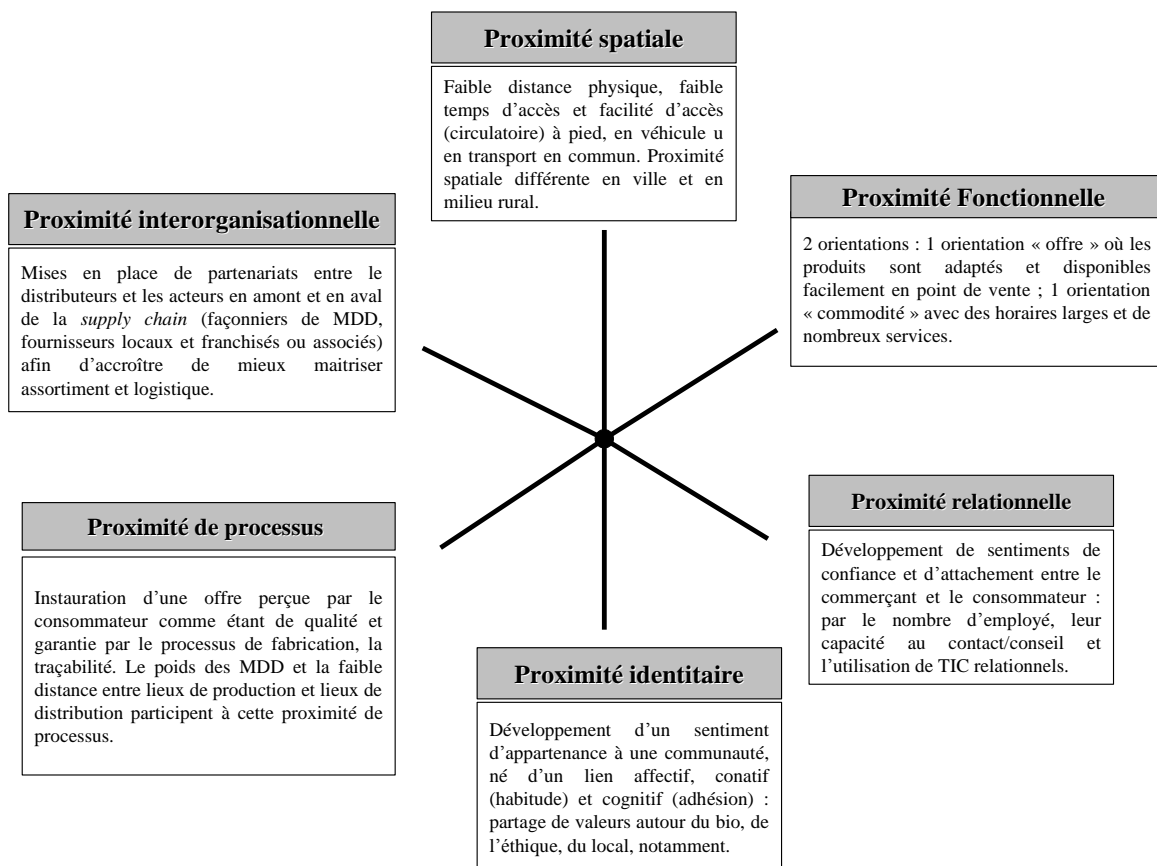 Proximité spatiale
Faible distance physique, faible
temps d'accès et facilité d'accès
(circulatoire) à pied, en véhicule u
en transport en commun. Proximité
spatiale différente en ville et en
milieu rural.
Proximité interorganisationnelle
Mises en place de partenariats entre le
distributeurs et les acteurs en amont et en aval
de la supply chain (façonniers de MDD,
fournisseurs locaux et franchisés ou associés)
afin d'accroître de mieux maitriser
assortiment et logistique.
Proximité Fonctionnelle
2 orientations : 1 orientation « offre » où les
produits sont adaptés et disponibles
facilement en point de vente ; 1 orientation
« commodité » avec des horaires larges et de
nombreux services.
Proximité de processus
Instauration d'une offre perçue par le
consommateur comme étant de qualité et
garantie par le processus de fabrication, la
traçabilité. Le poids des MDD et la faible
distance entre lieux de production et lieux de
distribution participent à cette proximité de
processus.
Proximité relationnelle
Développement de sentiments de
confiance et d'attachement entre le
commerçant et le consommateur :
par le nombre d'employé, leur
capacité au contact/conseil et
l'utilisation de TIC relationnels.
Proximité identitaire
Développement d'un sentiment
d'appartenance à une communauté,
né d'un lien affectif, conatif
(habitude) et cognitif (adhésion) :
partage de valeurs autour du bio, de
l'éthique, du local, notamment.